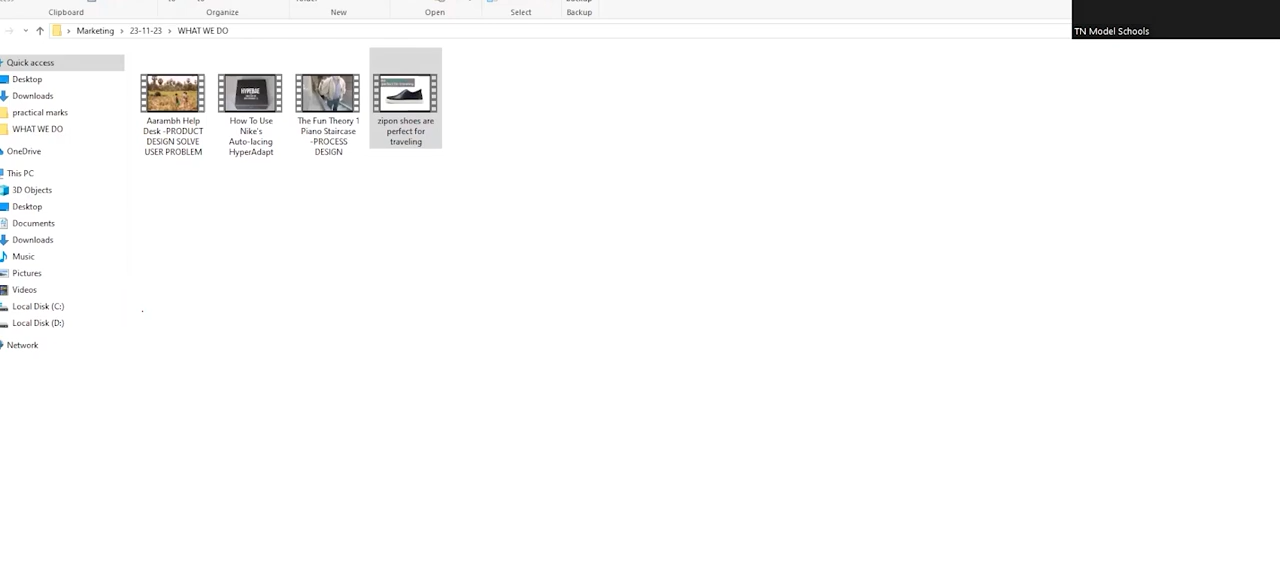 Clipboard
Organize
New
Open
Select
Backup
Marketing
23-11-23
WHAT WE DO
TN Model Schools
Quick access
Desktop
Downloads
practical marks
WHAT WE DO
OneDrive
This PC
3D Objects
Desktop
Documents
Downloads
Music
Pictures
Videos
Local Disk (C:)
Local Disk (D:)
Network
Aarambh Help
Desk -PRODUCT
DESIGN SOLVE
USER PROBLEM
HYPERAE
How To Use
Nike's
Auto-lacing
HyperAdapt
The Fun Theory 1
Piano Staircase
-PROCESS
DESIGN
zipon shoes are
perfect for
traveling